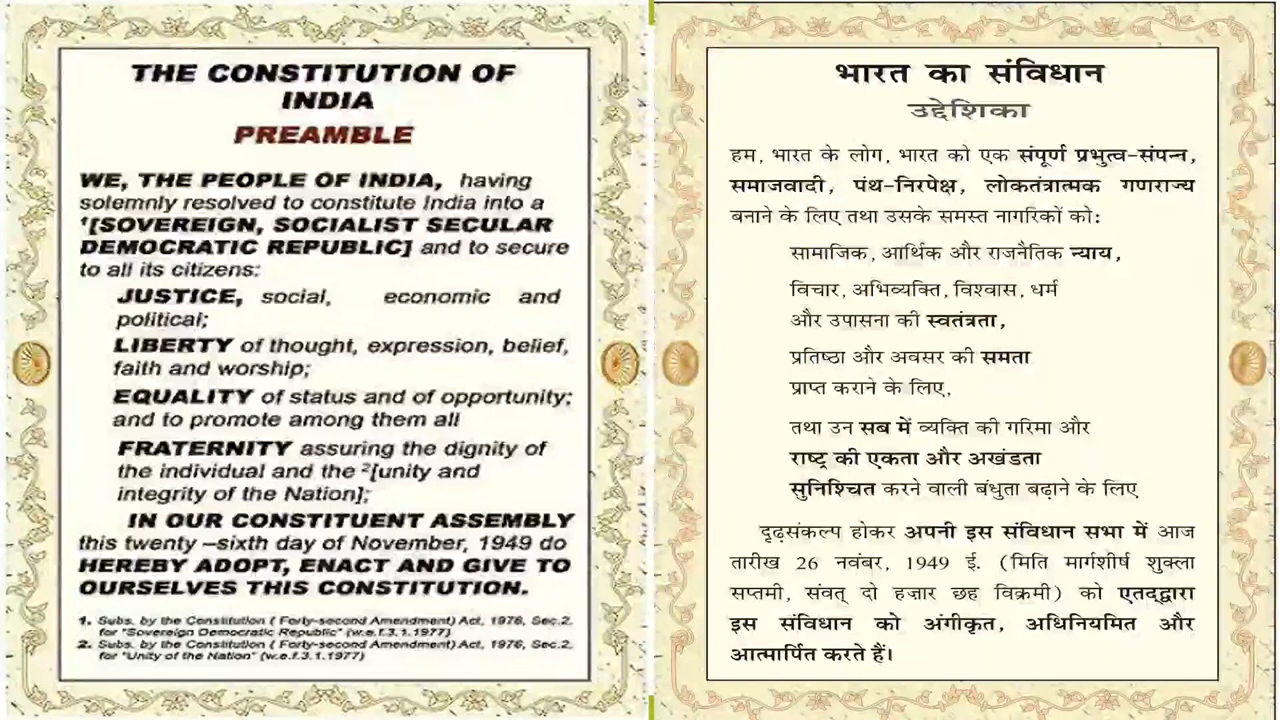 THE CONSTITUTION OF
INDIA
PREAMBLE
WE, THE PEOPLE OF INDIA, having
solemnly resolved to constitute India into a
¹[SOVEREIGN, SOCIALIST SECULAR
DEMOCRATIC REPUBLIC] and to secure
to all its citizens:
JUSTICE, social, economic and
political;
LIBERTY of thought, expression, belief,
faith and worship;
EQUALITY of status and of opportunity;
and to promote among them all
FRATERNITY assuring the dignity of
the individual and the ²[unity and
integrity of the Nation];
IN OUR CONSTITUENT ASSEMBLY
this twenty –sixth day of November, 1949 do
HEREBY ADOPT, ENACT AND GIVE TO
OURSELVES THIS CONSTITUTION.
1. Subs. by the Constitution ( Forty-second Amendment) Act, 1976, Sec.2,
for "Sovereign Democratic Republic" (w.e.f.3.1.1977)
2. Subs. by the Constitution ( Forty-second Amendment) Act, 1976, Sec.2,
for "Unity of the Nation" (w.e.f.3.1.1977)
भारत का संविधान
उद्देशिका
हम, भारत के लोग, भारत को एक संपूर्ण प्रभुत्व-संपन्न,
समाजवादी, पंथ-निरपेक्ष, लोकतंत्रात्मक गणराज्य
बनाने के लिए तथा उसके समस्त नागरिकों को:
सामाजिक, आर्थिक और राजनैतिक न्याय,
विचार, अभिव्यक्ति, विश्वास, धर्म
और उपासना की स्वतंत्रता,
प्रतिष्ठा और अवसर की समता
प्राप्त कराने के लिए,
तथा उन सब में व्यक्ति की गरिमा और
राष्ट्र की एकता और अखंडता
सुनिश्चित करने वाली बंधुता बढ़ाने के लिए
दृढ़संकल्प होकर अपनी इस संविधान सभा में आज
तारीख 26 नवंबर, 1949 ई. (मिति मार्गशीर्ष शुक्ला
सप्तमी, संवत् दो हज़ार छह विक्रमी) को एतद्द्वारा
इस संविधान को अंगीकृत, अधिनियमित और
आत्मार्पित करते हैं।